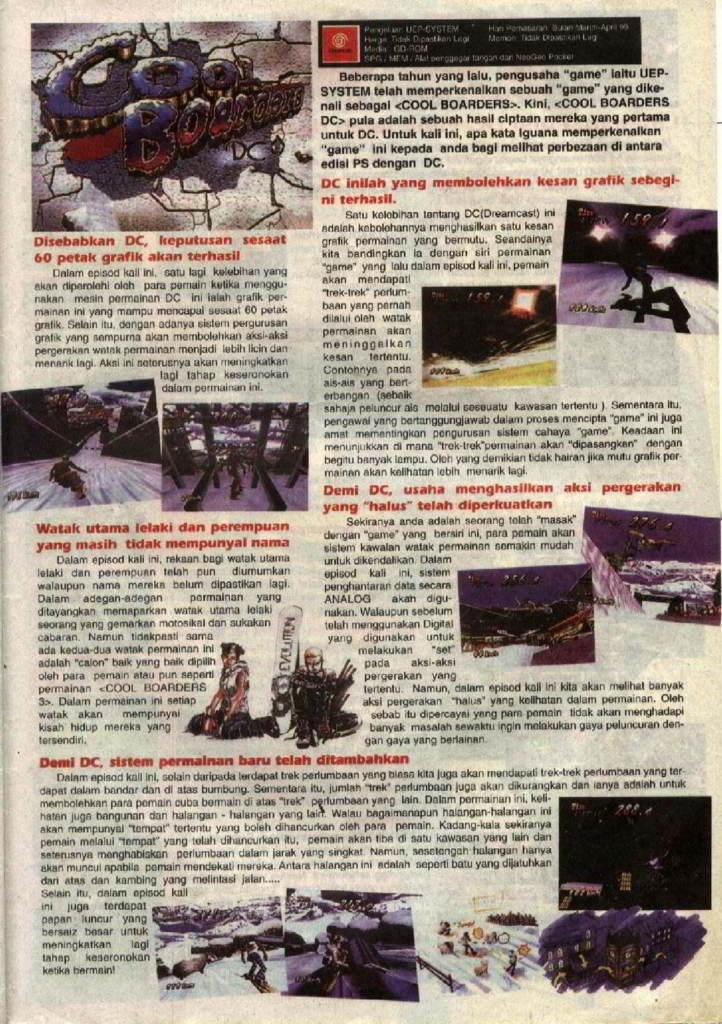 Cool
Boarders
DC
Pengeluar: UEP-SYSTEM
Harga: Tidak Dipastikan Lagi
Media: GD-ROM
Hari Pemasaran: Bulan March-April 99
Memori: Tidak Dipastikan Lagi
SPG / MEM / Alat penggegar tangan dan NeoGeo Pocker
Beberapa tahun yang lalu, pengusaha "game" iaitu UEP-
SYSTEM telah memperkenalkan sebuah "game" yang dike-
nali sebagai <COOL BOARDERS>. Kini, <COOL BOARDERS
DC> pula adalah sebuah hasil ciptaan mereka yang pertama
untuk DC. Untuk kali ini, apa kata Iguana memperkenalkan
"game" ini kepada anda bagi melihat perbezaan di antara
edisi PS dengan DC.
DC inilah yang membolehkan kesan grafik sebegi-
ni terhasil.
Satu kelebihan tentang DC(Dreamcast) ini
adalah kebolehannya menghasilkan satu kesan
grafik permainan yang bermutu. Seandainya
kita bandingkan ia dengan siri permainan
"game" yang lalu dalam episod kali ini, pemain
akan mendapati
"trek-trek" perlum-
baan yang pernah
dilalui oleh watak
permainan akan
meninggalkan
kesan tertentu.
Contohnya pada
ais-ais yang bert-
erbangan (sebaik
sahaja peluncur ais melalui sesuatu kawasan tertentu ). Sementara itu,
pengawai yang bertanggungjawab dalam proses mencipta "game" ini juga
amat mementingkan pengurusan sistem cahaya "game". Keadaan ini
menunjukkan di mana "trek-trek"permainan akan "dipasangkan" dengan
begitu banyak lampu. Oleh yang demikian tidak hairan jika mutu grafik per-
mainan akan kelihatan lebih menarik lagi.
Disebabkan DC, keputusan sesaat
60 petak grafik akan terhasil
Dalam episod kali ini, satu lagi kelebihan yang
akan diperolehi oleh para pemain ketika menggu-
nakan mesin permainan DC ini ialah grafik per-
mainan ini yang mampu mencapai sesaat 60 petak
grafik. Selain itu, dengan adanya sistem pergurusan
grafik yang sempurna akan membolehkan aksi-aksi
pergerakan watak permainan menjadi lebih licin dan
menarik lagi. Aksi ini seterusnya akan meningkatkan
lagi tahap keseronokan
dalam permainan ini.
Watak utama lelaki dan perempuan
yang masih tidak mempunyai nama
Dalam episod kali ini, rekaan bagi watak utama
lelaki dan perempuan telah pun diumumkan
walaupun nama mereka belum dipastikan lagi.
Dalam adegan-adegan permainan yang
ditayangkan memaparkan watak utama lelaki
seorang yang gemarkan motosikal dan sukakan
cabaran. Namun tidakpasti sama
ada kedua-dua watak permainan ini
adalah "calon" baik yang baik dipilih
oleh para pemain atau pun seperti
permainan <COOL BOARDERS
3>. Dalam permainan ini setiap
watak akan mempunyai
kisah hidup mereka yang
tersendiri.
EVOLUTION
Demi DC, usaha menghasilkan aksi pergerakan
yang "halus" telah diperkuatkan
Sekiranya anda adalah seorang telah "masak"
dengan "game" yang bersiri ini, para pemain akan
sistem kawalan watak permainan semakin mudah
untuk dikendalikan. Dalam
episod kali ini, sistem
penghantaran data secara
ANALOG akan digu-
nakan. Walaupun sebelum
telah menggunakan Digital
yang digunakan untuk
melakukan "set"
pada aksi-aksi
pergerakan yang
tertentu. Namun, dalam episod kali ini kita akan melihat banyak
aksi pergerakan "halus" yang kelihatan dalam permainan. Oleh
sebab itu dipercayai yang para pemain tidak akan menghadapi
banyak masalah sewaktu ingin melakukan gaya peluncuran den-
gan gaya yang berlainan.
Demi DC, sistem permainan baru telah ditambahkan
Dalam episod kali ini, selain daripada terdapat trek perlumbaan yang biasa kita juga akan mendapati trek-trek perlumbaan yang ter-
dapat dalam bandar dan di atas bumbung. Sementara itu, jumlah "trek" perlumbaan juga akan dikurangkan dan ianya adalah untuk
membolehkan para pemain cuba bermain di atas "trek" perlumbaan yang lain. Dalam permainan ini, keli-
hatan juga bangunan dan halangan - halangan yang lain. Walau bagaimanapun halangan-halangan ini
akan mempunyai "tempat" tertentu yang boleh dihancurkan oleh para pemain. Kadang-kala sekiranya
pemain melalui "tempat" yang telah dihancurkan itu, pemain akan tiba di satu kawasan yang lain dan
seterusnya menghabiskan perlumbaan dalam jarak yang singkat. Namun, sesetengah halangan hanya
akan muncul apabila pemain mendekati mereka. Antara halangan ini adalah seperti batu yang dijatuhkan
dari atas dan kambing yang melintasi jalan.....
Selain itu, dalam episod kali
ini juga terdapat
papan luncur yang
bersaiz besar untuk
meningkatkan lagi
tahap keseronokan
ketika bermain!